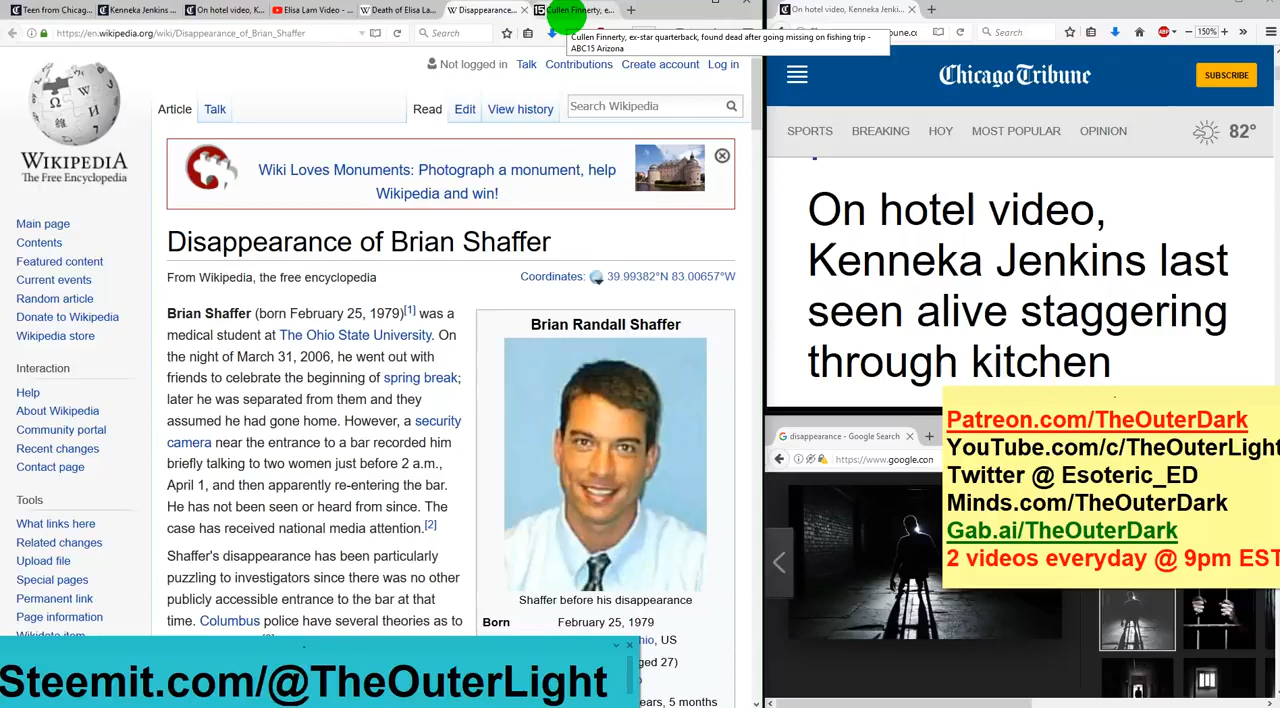 Teen from Chicag...
Kenneka Jenkins ...
On hotel video, K...
Elisa Lam Video - ...
Death of Elisa La...
Disappearance...
Cullen Finnerty, e...
https://en.wikipedia.org/wiki/Disappearance_of_Brian_Shaffer
Search
Cullen Finnerty, ex-star quarterback, found dead after going missing on fishing trip -
ABC15 Arizona
Not logged in Talk Contributions Create account Log in
Article Talk Read Edit View history Search Wikipedia
WIKIPEDIA
The Free Encyclopedia
Wiki Loves Monuments: Photograph a monument, help
Wikipedia and win!
Main page
Contents
Featured content
Current events
Random article
Donate to Wikipedia
Wikipedia store
Interaction
Help
About Wikipedia
Community portal
Recent changes
Contact page
Tools
What links here
Related changes
Upload file
Special pages
Permanent link
Page information
Wikidata item
Disappearance of Brian Shaffer
From Wikipedia, the free encyclopedia
Coordinates: 39.99382°N 83.00657°W
Brian Shaffer (born February 25, 1979)[1] was a
medical student at The Ohio State University. On
the night of March 31, 2006, he went out with
friends to celebrate the beginning of spring break;
later he was separated from them and they
assumed he had gone home. However, a security
camera near the entrance to a bar recorded him
briefly talking to two women just before 2 a.m.,
April 1, and then apparently re-entering the bar.
He has not been seen or heard from since. The
case has received national media attention.[2]
Shaffer's disappearance has been particularly
puzzling to investigators since there was no other
publicly accessible entrance to the bar at that
time. Columbus police have several theories as to
Brian Randall Shaffer
Shaffer before his disappearance
Born February 25, 1979
io, US
ged 27)
ears, 5 months
Steemit.com/@TheOuterLight
On hotel video, Kenneka Jenkins ...
ne.c
Search
ABP
150%
Chicago Tribune
SUBSCRIBE
SPORTS BREAKING HOY MOST POPULAR OPINION 82°
On hotel video,
Kenneka Jenkins last
seen alive staggering
through kitchen
disappearance - Google Search
https://www.google.con
Patreon.com/TheOuterDark
YouTube.com/c/TheOuterLight
Twitter @ Esoteric_ED
Minds.com/TheOuterDark
Gab.ai/TheOuterDark
2 videos everyday @ 9pm EST